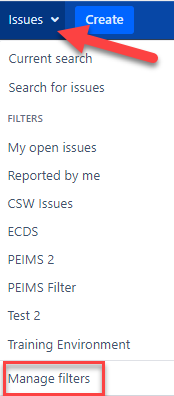 Issues Create
Current search
Search for issues
FILTERS
My open issues
Reported by me
CSW Issues
ECDS
PEIMS 2
PEIMS Filter
Test 2
Training Environment
Manage filters